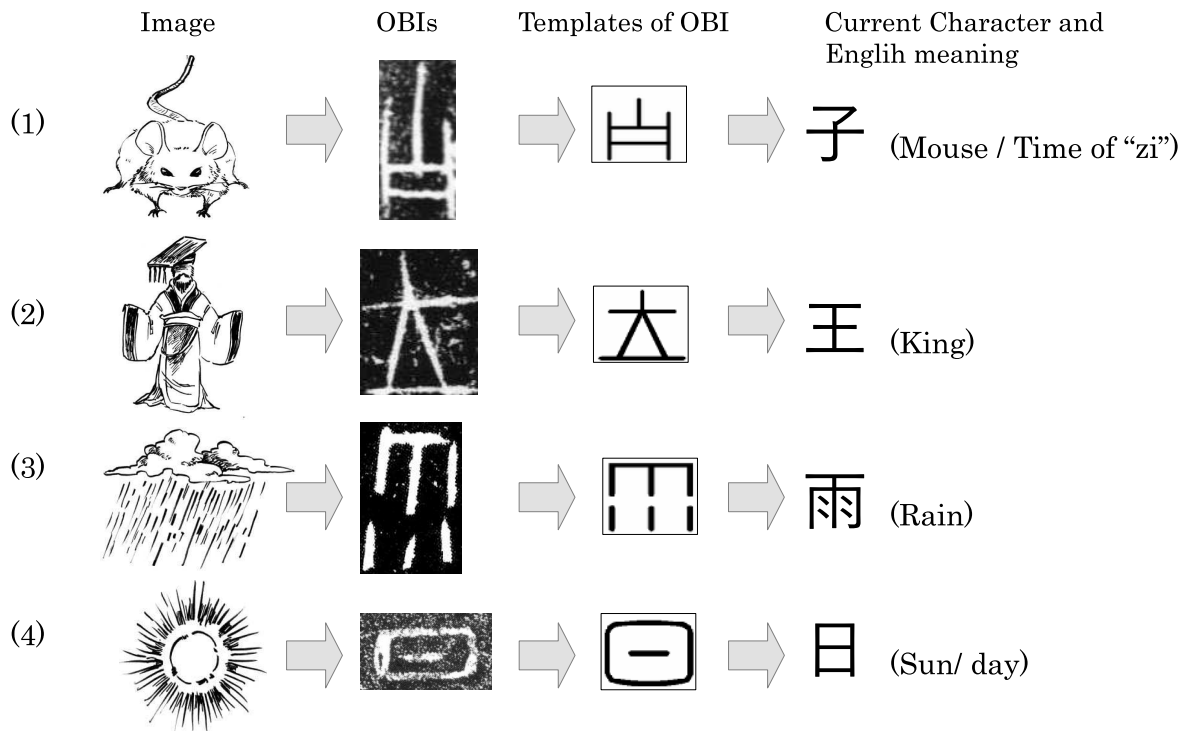 Image
OBIs
Templates of OBI
Current Character and
Englih meaning
(1)
子 (Mouse / Time of “zi”)
(2)
王 (King)
(3)
雨 (Rain)
(4)
日 (Sun/ day)